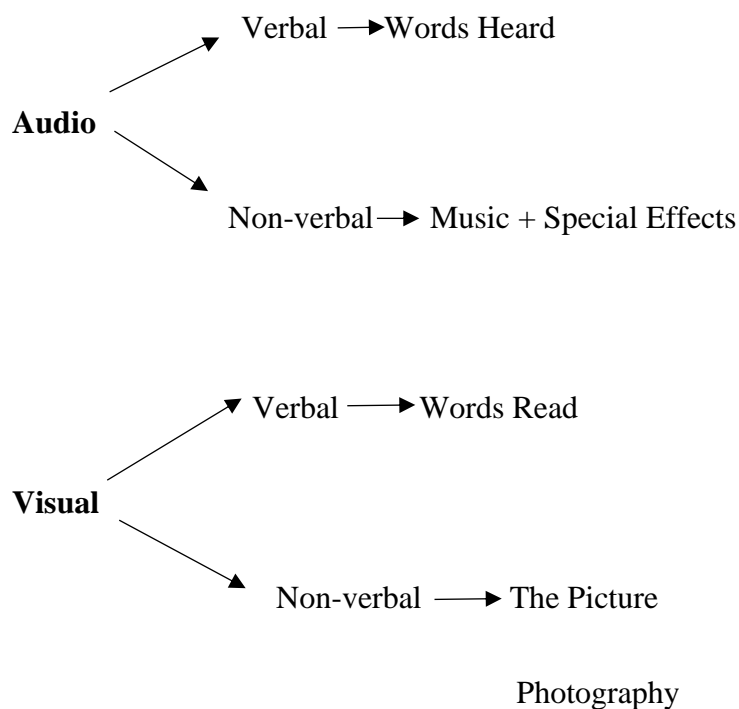 Verbal Words Heard
Audio
Non-verbal Music + Special Effects
Verbal Words Read
Visual
Non-verbal The Picture
Photography